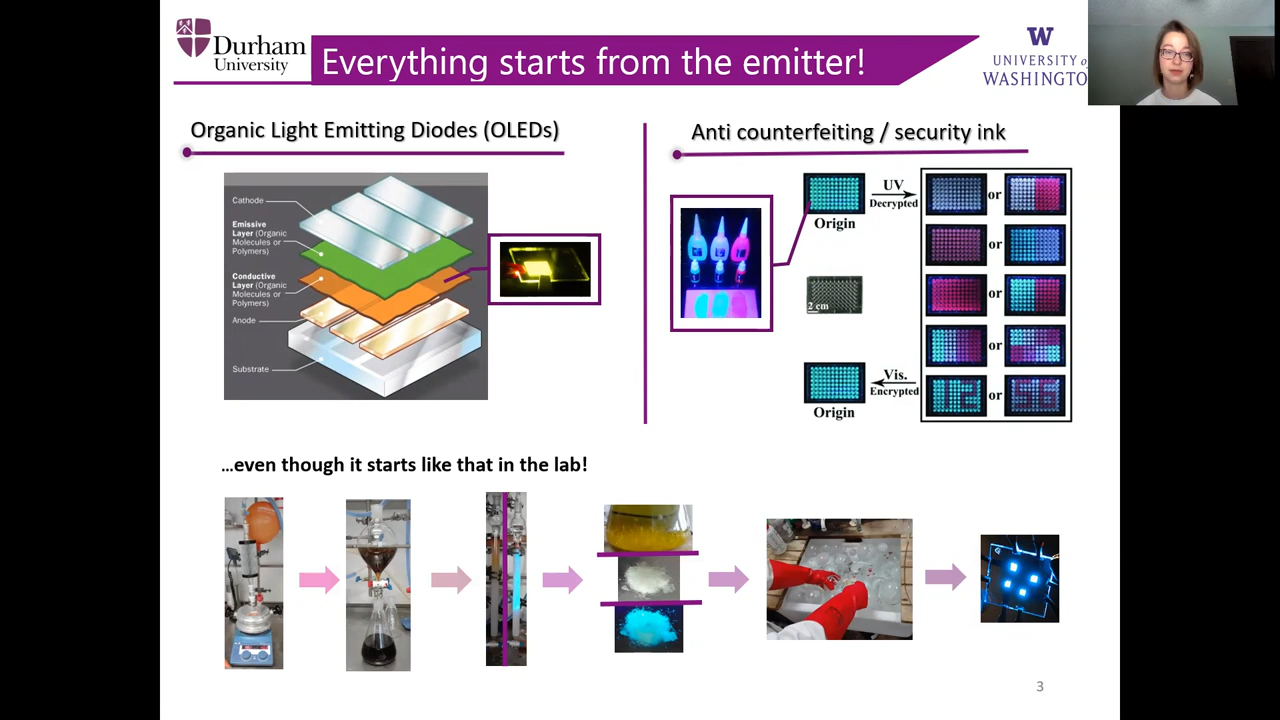 Durham
University
Everything starts from the emitter!
W
UNIVERSITY of
WASHINGTO
Organic Light Emitting Diodes (OLEDs)
Cathode
Emissive
Layer (Organic
Molecules or
Polymers)
Conductive
Layer (Organic
Molecules or
Polymers)
Anode
Substrate
Anti counterfeiting / security ink
UV
Decrypted
Origin
or
or
2 cm
or
or
Vis.
Encrypted
or
Origin
…even though it starts like that in the lab!
3